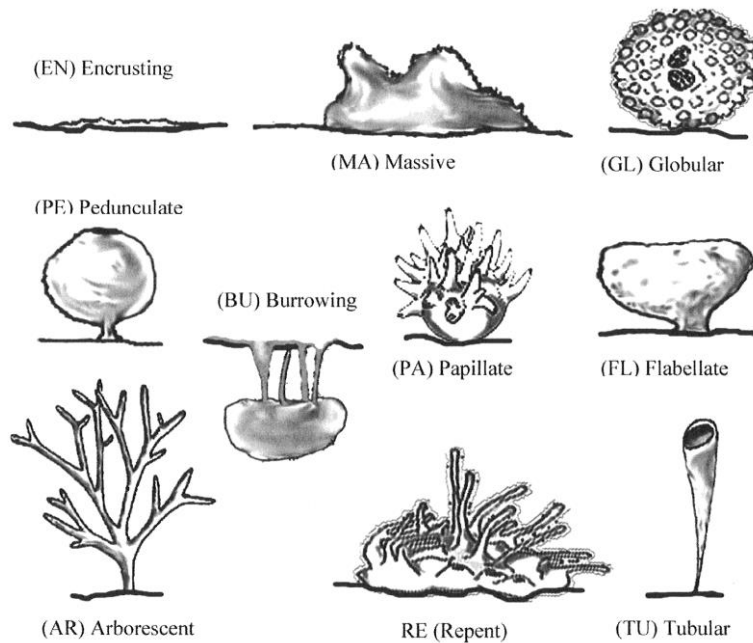 (EN) Encrusting
(MA) Massive
(GL) Globular
(PE) Pedunculate
(BU) Burrowing
(PA) Papillate
(FL) Flabellate
(AR) Arborescent
RE (Repent)
(TU) Tubular